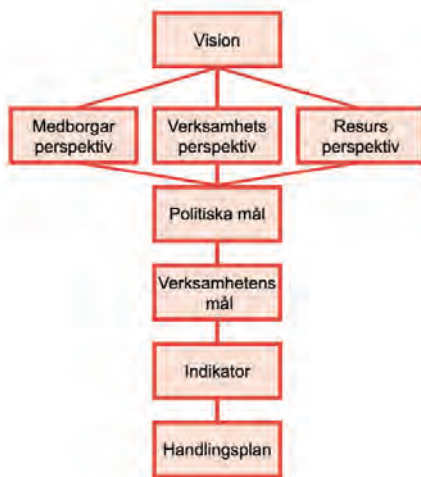 Vision
Medborgar
perspektiv
Verksamhets
perspektiv
Resurs
perspektiv
Politiska mål
Verksamhetens
mål
Indikator
Handlingsplan